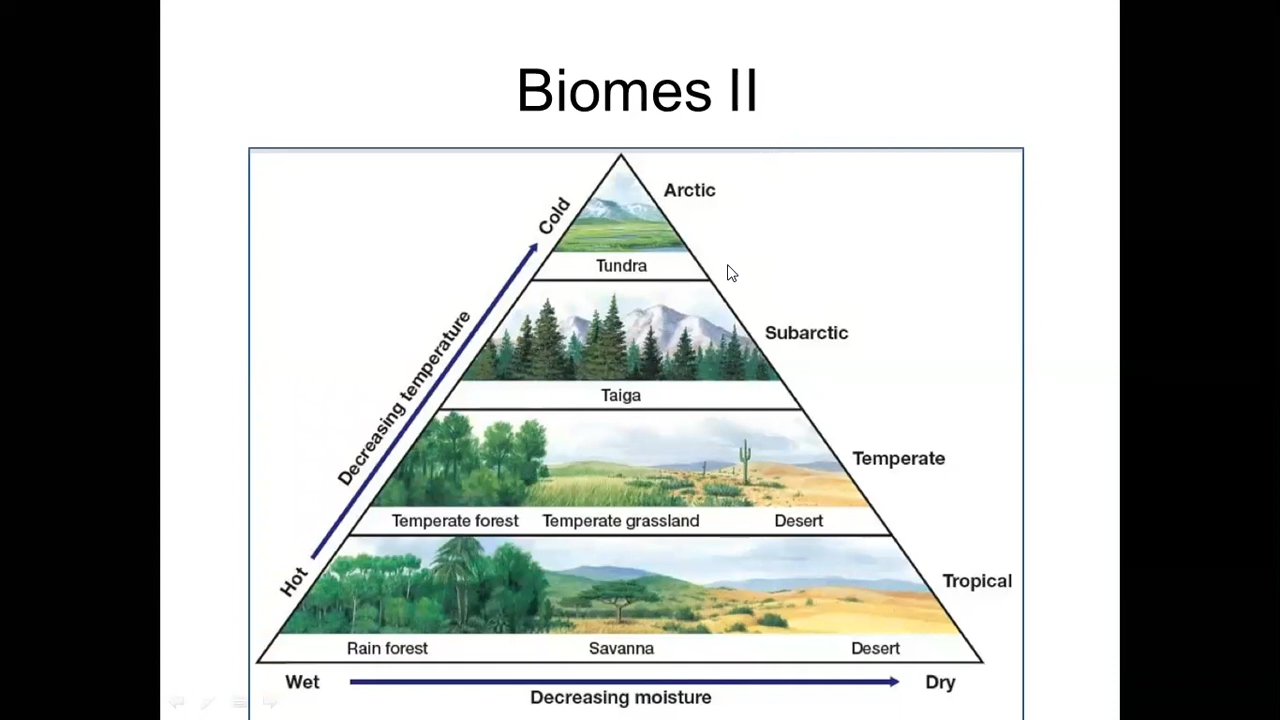 Biomes II
Arctic
Cold
Tundra
Subarctic
Decreasing temperature
Taiga
Temperate
Temperate forest Temperate grassland Desert
Hot
Tropical
Rain forest Savanna Desert
Wet Dry
Decreasing moisture